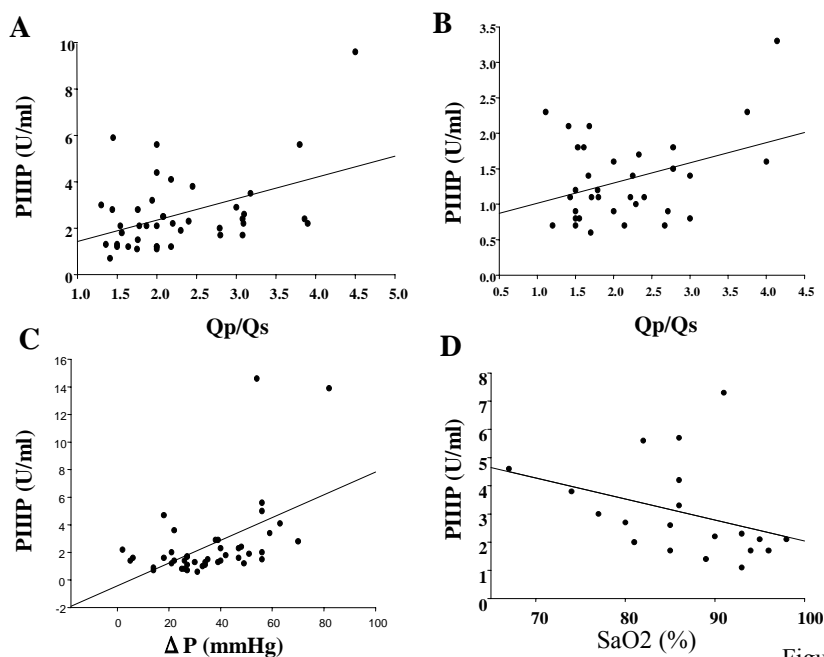 A
PIIIP (U/ml)
10
8
6
4
2
0
1.0 1.5 2.0 2.5 3.0 3.5 4.0 4.5 5.0
Qp/Qs
B
PIIIP (U/ml)
3.5
3.0
2.5
2.0
1.5
1.0
0.5
0.0
0.5 1.0 1.5 2.0 2.5 3.0 3.5 4.0 4.5
Qp/Qs
C
PIIIP (U/ml)
16
14
12
10
8
6
4
2
0
-2
0 20 40 60 80 100
Δ P (mmHg)
D
PIIIP (U/ml)
8
7
6
5
4
3
2
1
0
70 80 90 100
SaO2 (%)
Figu